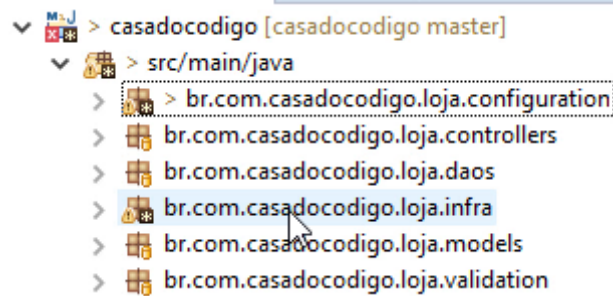 > casadocodigo [casadocodigo master]
> src/main/java
> br.com.casadocodigo.loja.configuration
br.com.casadocodigo.loja.controllers
br.com.casadocodigo.loja.daos
br.com.casadocodigo.loja.infra
br.com.casadocodigo.loja.models
br.com.casadocodigo.loja.validation